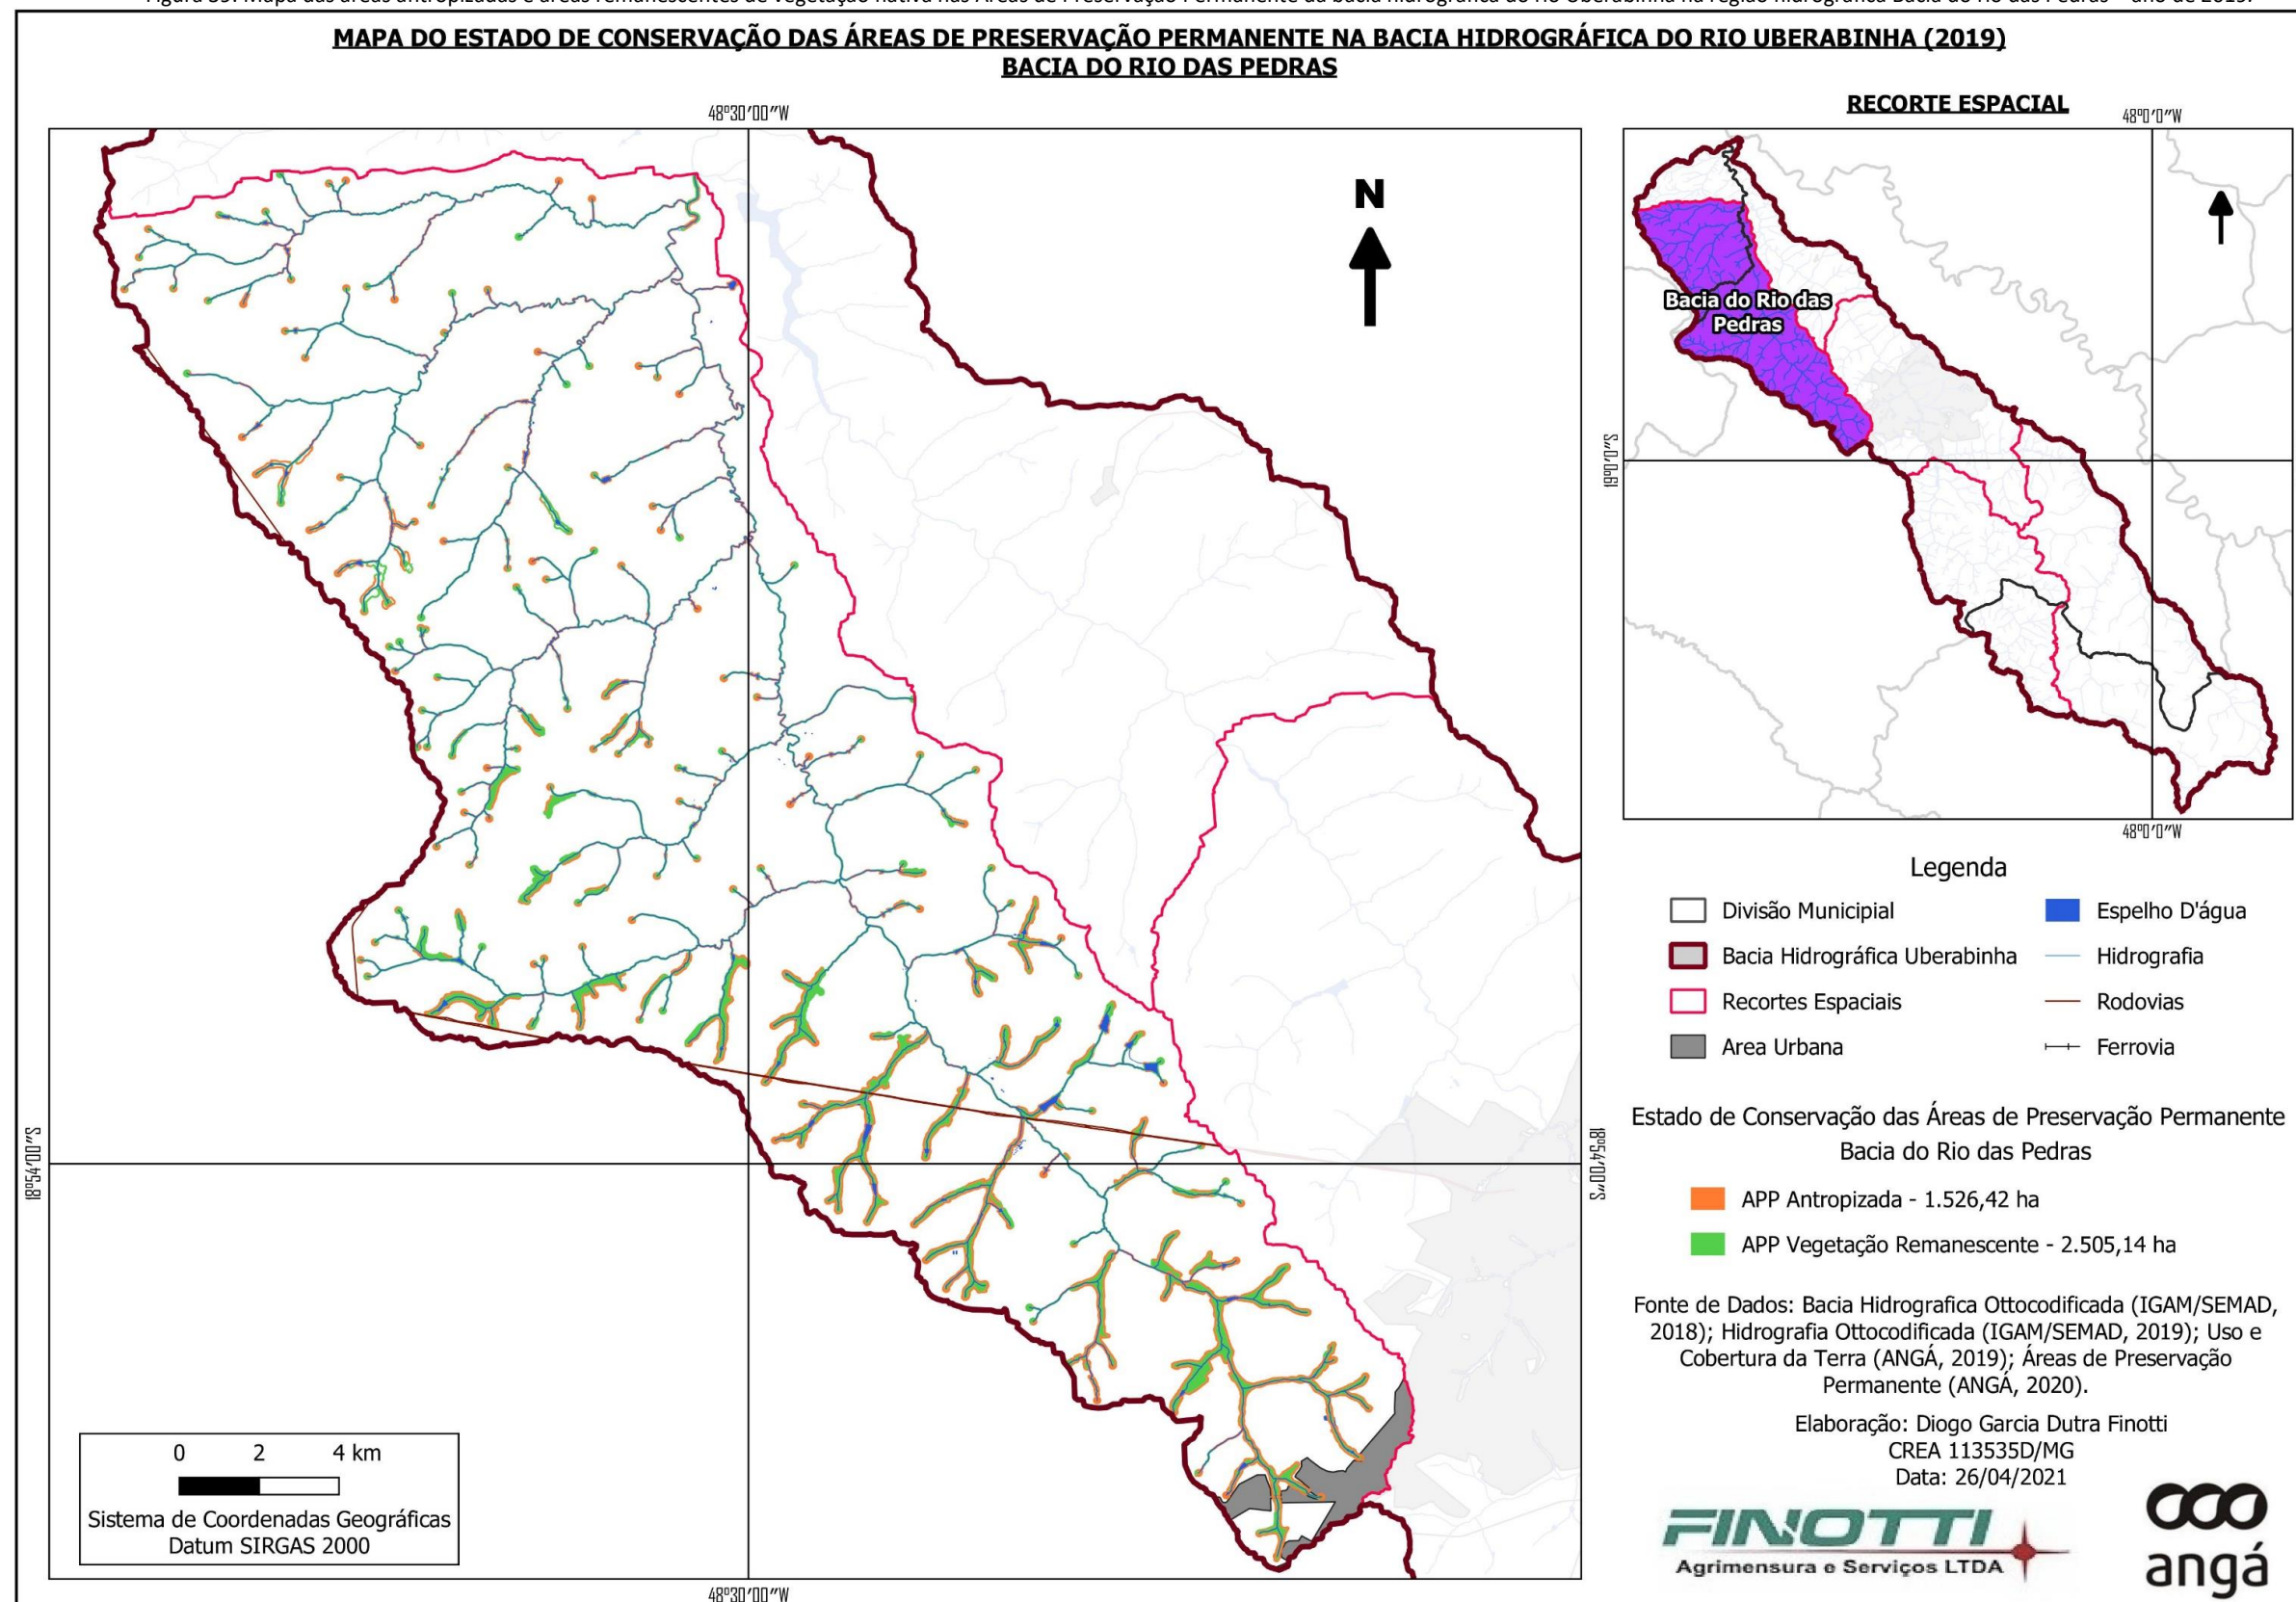 MAPA DO ESTADO DE CONSERVAÇÃO DAS ÁREAS DE PRESERVAÇÃO PERMANENTE NA BACIA HIDROGRÁFICA DO RIO UBERABINHA (2019)
BACIA DO RIO DAS PEDRAS
48°30'00"W
N
18°54'00"S
18°54'00"S
48°30'00"W
0 2 4 km
Sistema de Coordenadas Geográficas
Datum SIRGAS 2000
RECORTE ESPACIAL
48°0'0"W
Bacia do Rio das
Pedras
19°0'0"S
48°0'0"W
Legenda
Divisão Municipial
Bacia Hidrográfica Uberabinha
Recortes Espaciais
Area Urbana
Espelho D'água
Hidrografia
Rodovias
Ferrovia
Estado de Conservação das Áreas de Preservação Permanente
Bacia do Rio das Pedras
APP Antropizada - 1.526,42 ha
APP Vegetação Remanescente - 2.505,14 ha
Fonte de Dados: Bacia Hidrografica Ottocodificada (IGAM/SEMAD,
2018); Hidrografia Ottocodificada (IGAM/SEMAD, 2019); Uso e
Cobertura da Terra (ANGÁ, 2019); Áreas de Preservação
Permanente (ANGÁ, 2020).
Elaboração: Diogo Garcia Dutra Finotti
CREA 113535D/MG
Data: 26/04/2021
FINOTTI
Agrimensura e Serviços LTDA
angá